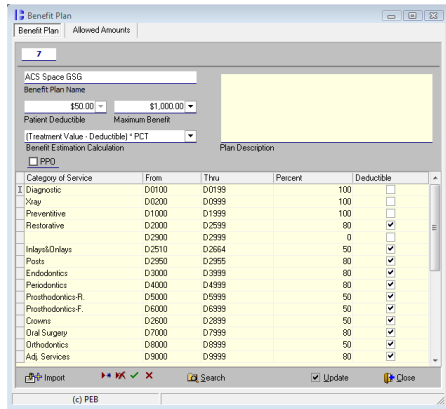 Benefit Plan
Benefit Plan Allowed Amounts
7
ACS Space GSG
Benefit Plan Name
$50.00 $1,000.00
Patient Deductible Maximum Benefit
(Treatment Value - Deductible) * PCT
Benefit Estimation Calculation Plan Description
PPO
Category of Service From Thru Percent Deductible
Diagnostic D0100 D0199 100
Xray D0200 D0999 100
Preventitive D1000 D1999 100
Restorative D2000 D2599 80
D2900 D2999 0
Inlays&Onlays D2510 D2664 50
Posts D2950 D2955 80
Endodontics D3000 D3999 80
Periodontics D4000 D4999 80
Prosthodontics-R. D5000 D5999 50
Prosthodontics-F. D6000 D6999 50
Crowns D2600 D2899 50
Oral Surgery D7000 D7999 80
Orthodontics D8000 D8999 50
Adj. Services D9000 D9999 80
Import Search Update Close
(c) PEB